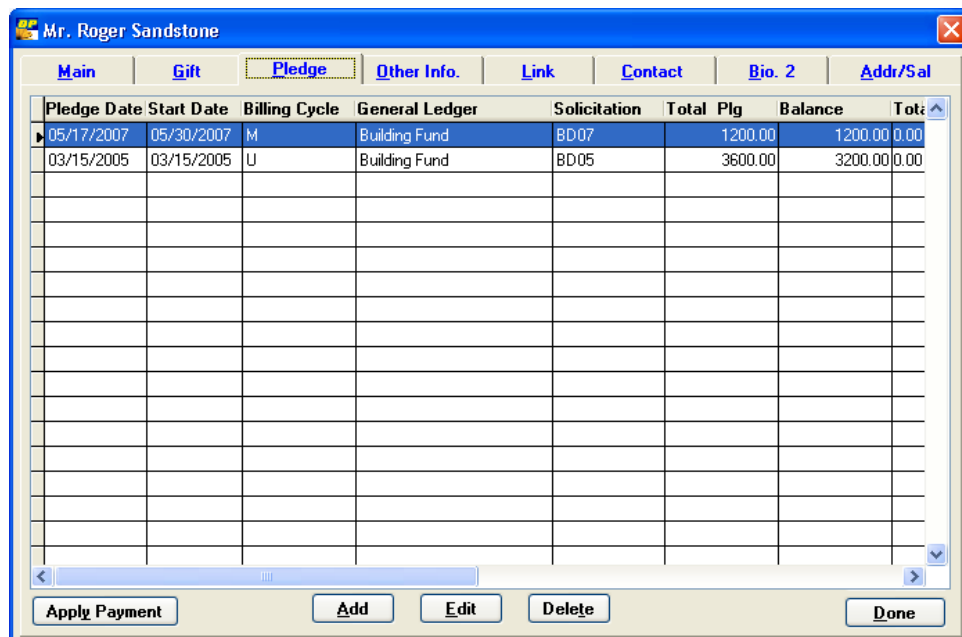 Mr. Roger Sandstone
Main Gift Pledge Other Info. Link Contact Bio. 2 Addr/Sal
Pledge Date Start Date Billing Cycle General Ledger Solicitation Total Plg Balance Tota
05/17/2007 05/30/2007 M Building Fund BD07 1200.00 1200.00 0.00
03/15/2005 03/15/2005 U Building Fund BD05 3600.00 3200.00 0.00
Apply Payment Add Edit Delete Done